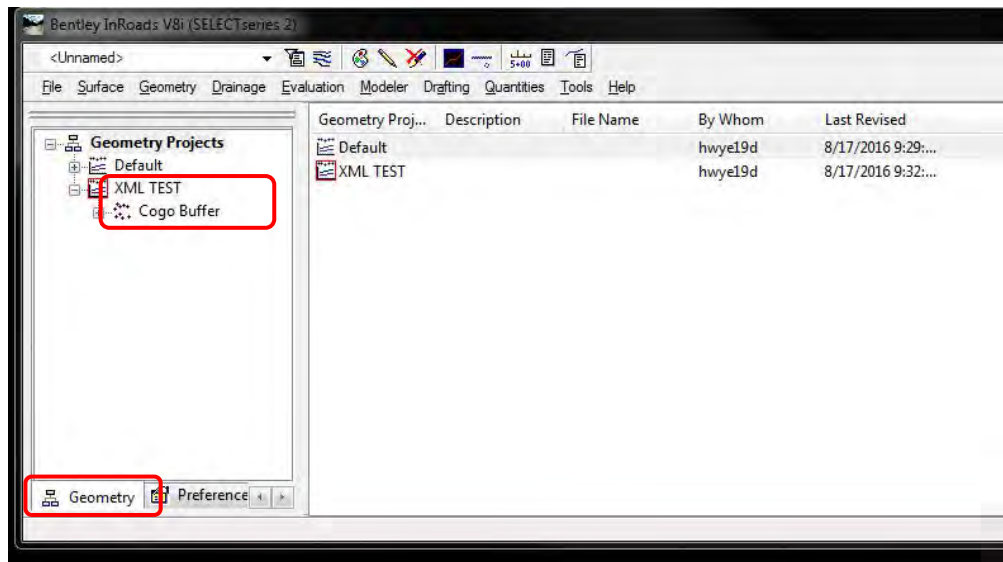 Bentley InRoads V8i (SELECTseries 2)
<Unnamed>
5+00
File Surface Geometry Drainage Evaluation Modeler Drafting Quantities Tools Help
Geometry Proj... Description File Name By Whom Last Revised
Geometry Projects
Default hwye19d 8/17/2016 9:29:...
XML TEST hwye19d 8/17/2016 9:32:...
Default
XML TEST
Cogo Buffer
Geometry Preference